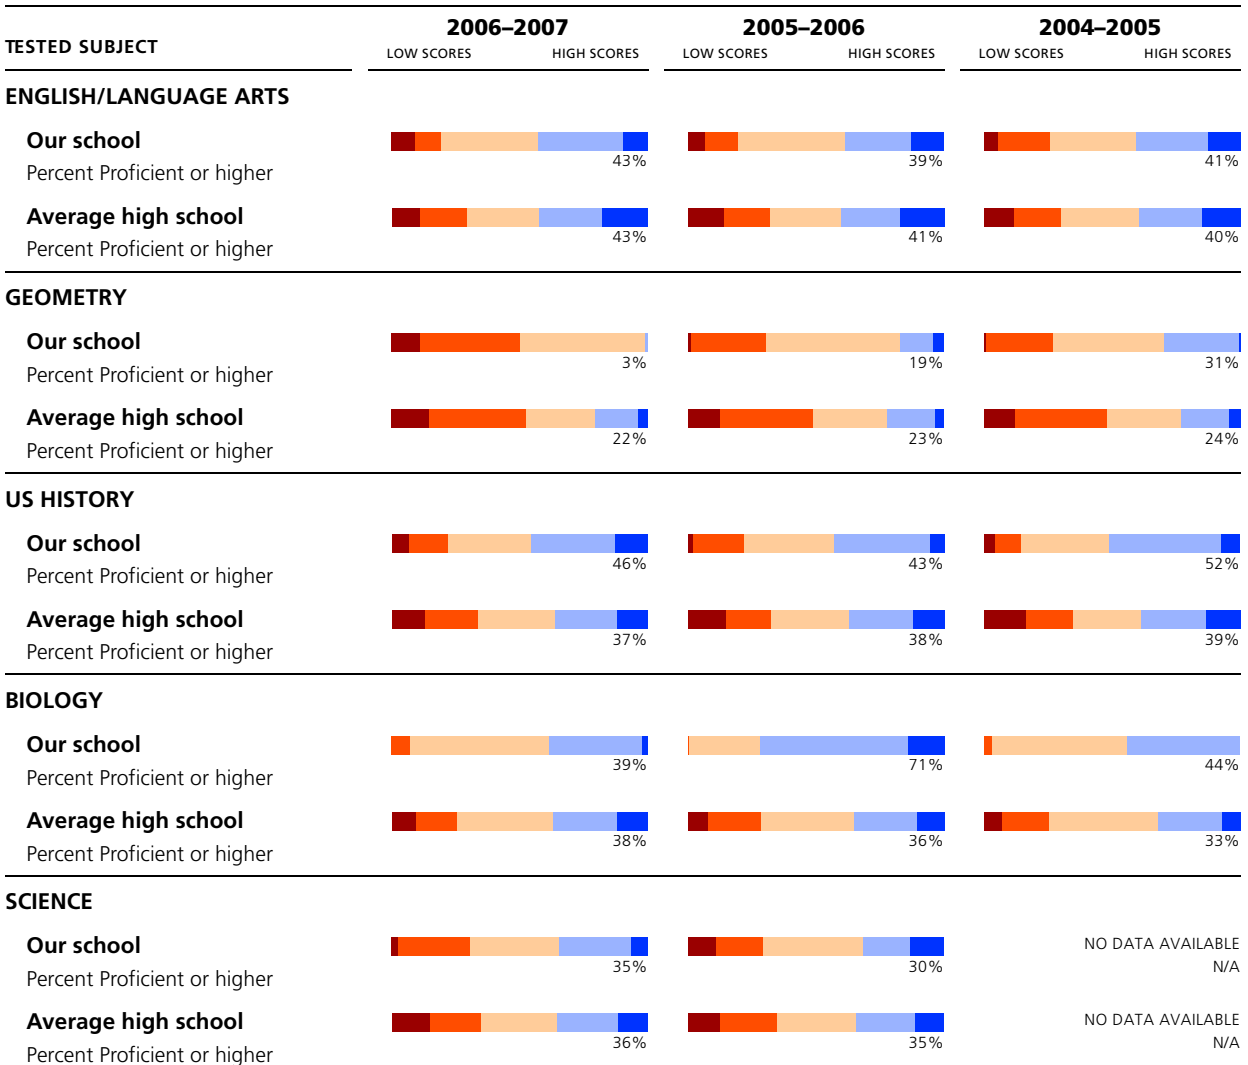 2006–2007 2005–2006 2004–2005
TESTED SUBJECT LOW SCORES HIGH SCORES LOW SCORES HIGH SCORES LOW SCORES HIGH SCORES
ENGLISH/LANGUAGE ARTS
Our school
43% 39% 41%
Percent Proficient or higher
Average high school
43% 41% 40%
Percent Proficient or higher
GEOMETRY
Our school
3% 19% 31%
Percent Proficient or higher
Average high school
22% 23% 24%
Percent Proficient or higher
US HISTORY
Our school
46% 43% 52%
Percent Proficient or higher
Average high school
37% 38% 39%
Percent Proficient or higher
BIOLOGY
Our school
39% 71% 44%
Percent Proficient or higher
Average high school
38% 36% 33%
Percent Proficient or higher
SCIENCE
Our school NO DATA AVAILABLE
35% 30% N/A
Percent Proficient or higher
Average high school NO DATA AVAILABLE
36% 35% N/A
Percent Proficient or higher